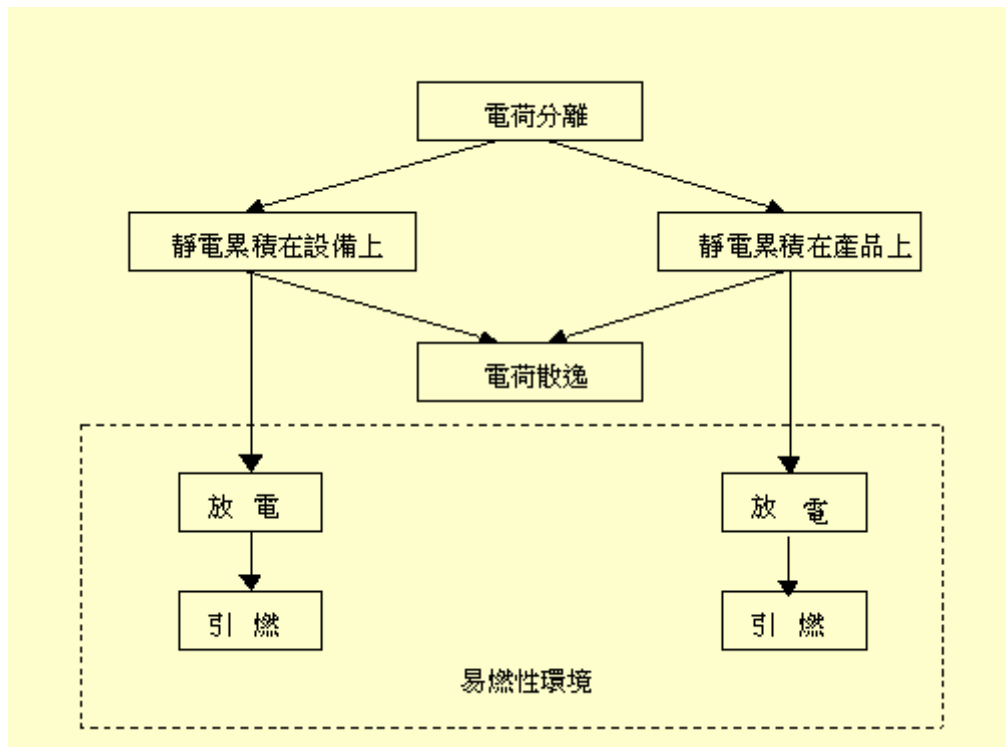 電荷分離
靜電累積在設備上
靜電累積在產品上
電荷散逸
放 電
放 電
引 燃
引 燃
易燃性環境